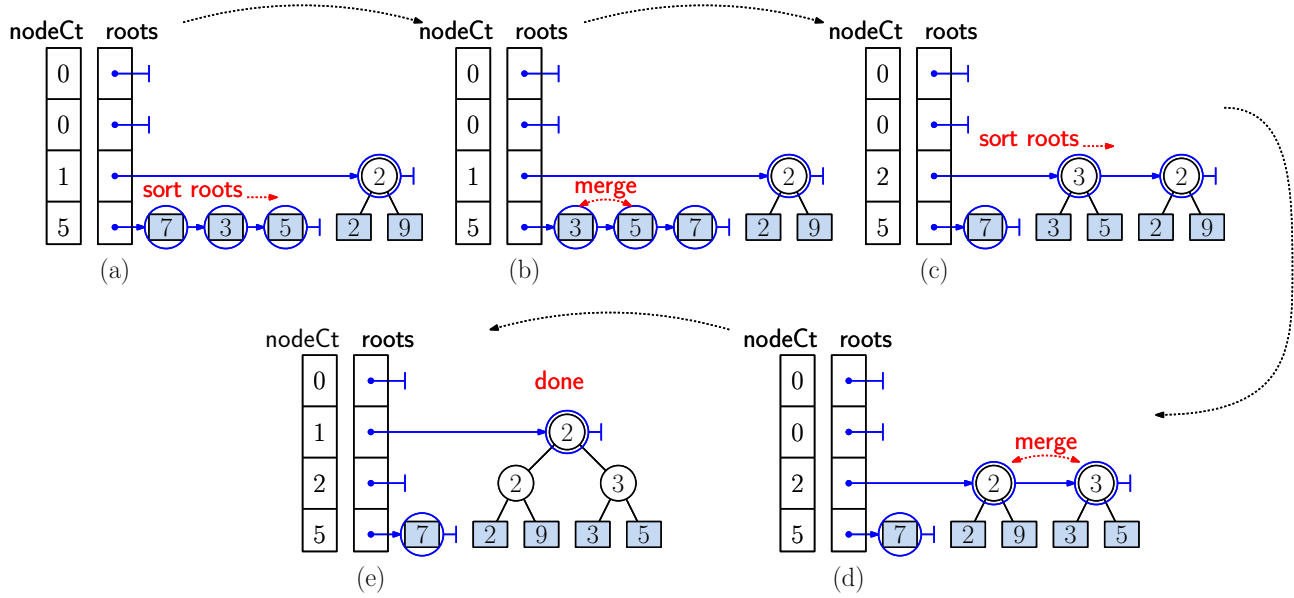 nodeCt roots
0
0
1 2
sort roots
5 7 3 5 2 9
(a)
nodeCt roots
0
0
1 2
merge
5 3 5 7 2 9
(b)
nodeCt roots
0
0
sort roots
2 3 2
5 7 3 5 2 9
(c)
nodeCt roots
0
done
1 2
2 2 3
5 7 2 9 3 5
(e)
nodeCt roots
0
0
merge
2 2 3
5 7 2 9 3 5
(d)